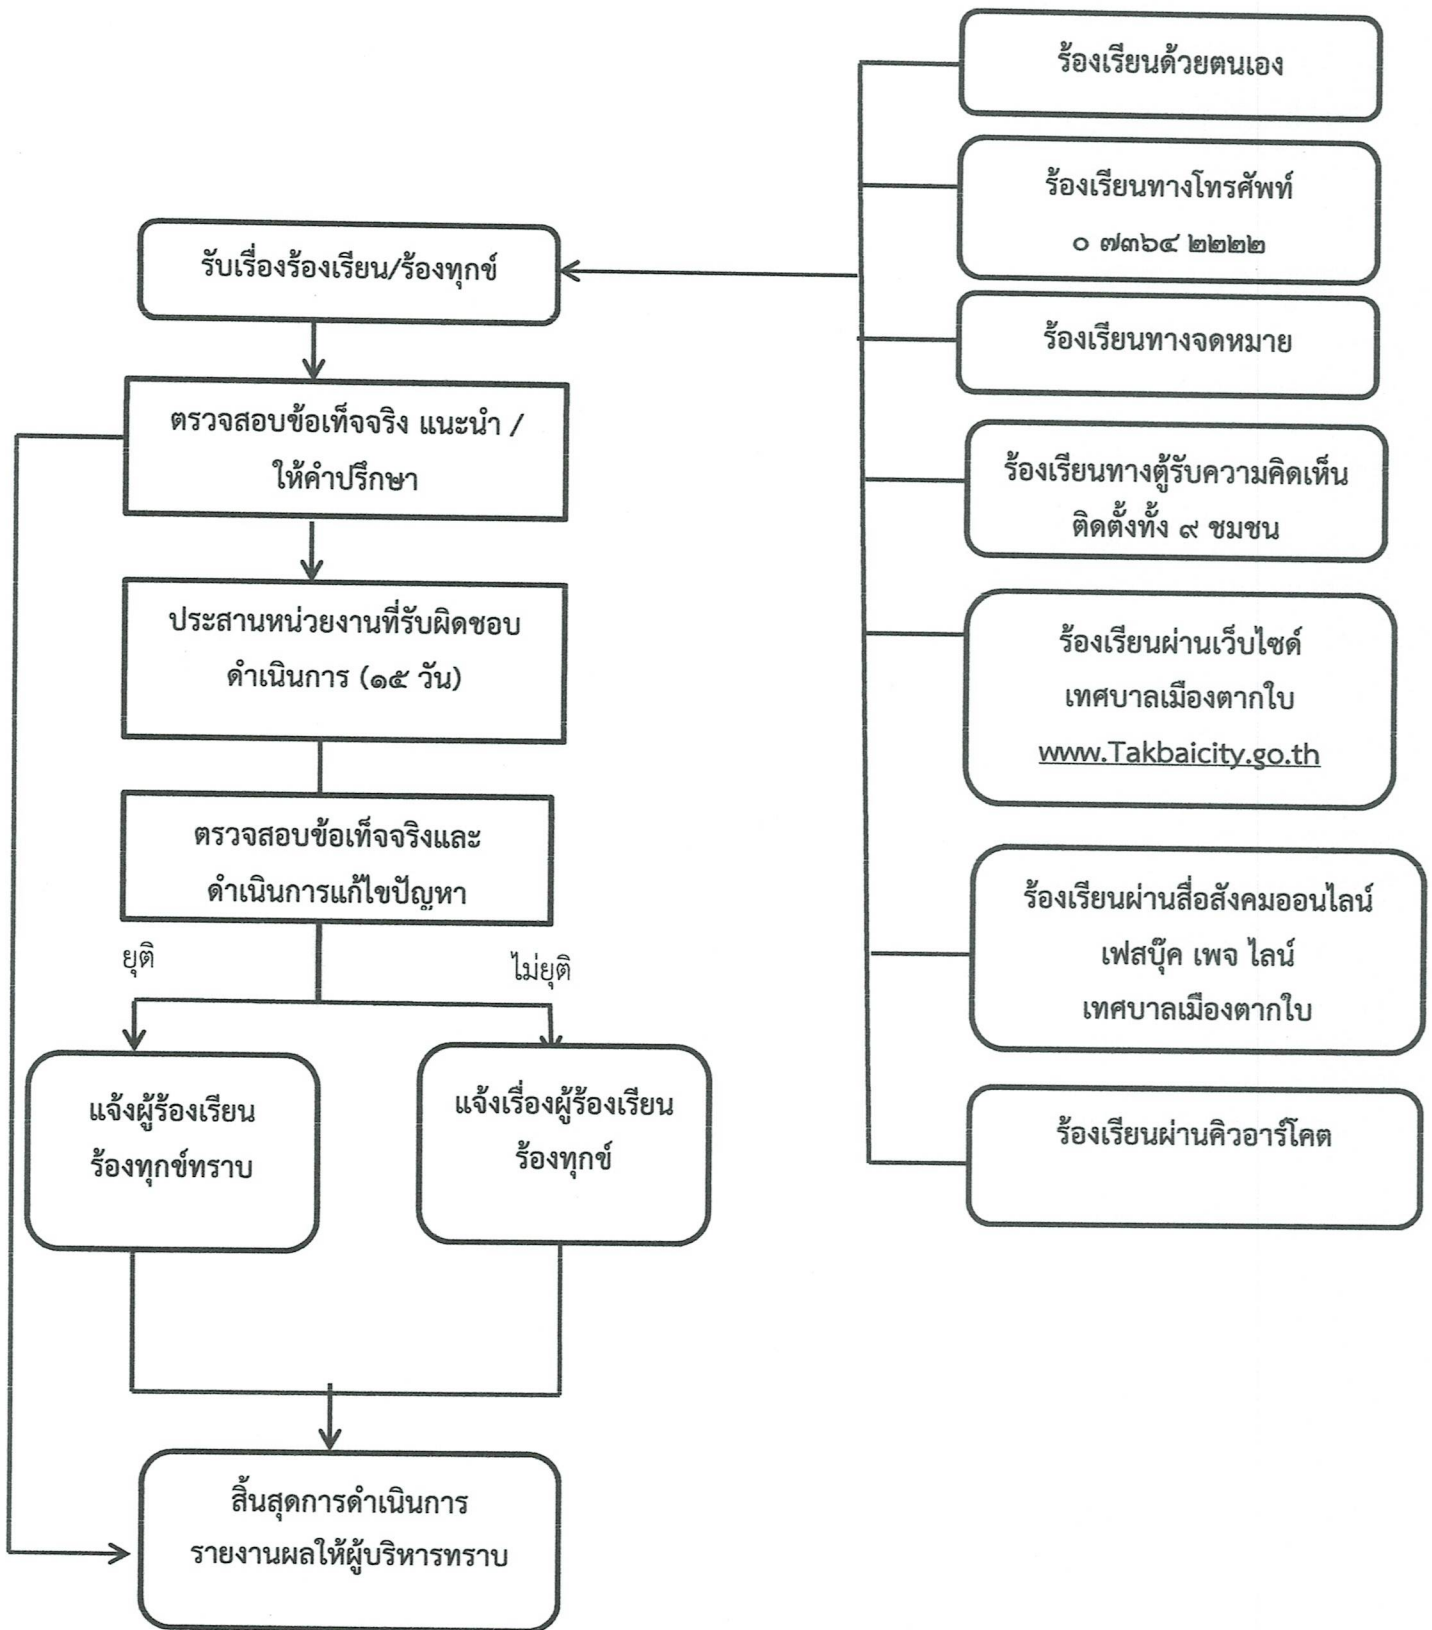 ร้องเรียนด้วยตนเอง
ร้องเรียนทางโทรศัพท์
๐ ๗๓๖๔ ๒๒๒๒
รับเรื่องร้องเรียน/ร้องทุกข์
ร้องเรียนทางจดหมาย
ตรวจสอบข้อเท็จจริง แนะนำ /
ให้คำปรึกษา
ร้องเรียนทางตู้รับความคิดเห็น
ติดตั้งทั้ง ๙ ชมชน
ประสานหน่วยงานที่รับผิดชอบ
ดำเนินการ (๑๕ วัน)
ร้องเรียนผ่านเว็บไซด์
เทศบาลเมืองตากใบ
www.Takbaicity.go.th
ตรวจสอบข้อเท็จจริงและ
ดำเนินการแก้ไขปัญหา
ร้องเรียนผ่านสื่อสังคมออนไลน์
เฟสบุ๊ค เพจ ไลน์
เทศบาลเมืองตากใบ
ยุติ
ไม่ยุติ
แจ้งผู้ร้องเรียน
ร้องทุกข์ทราบ
แจ้งเรื่องผู้ร้องเรียน
ร้องทุกข์
ร้องเรียนผ่านคิวอาร์โคต
สิ้นสุดการดำเนินการ
รายงานผลให้ผู้บริหารทราบ